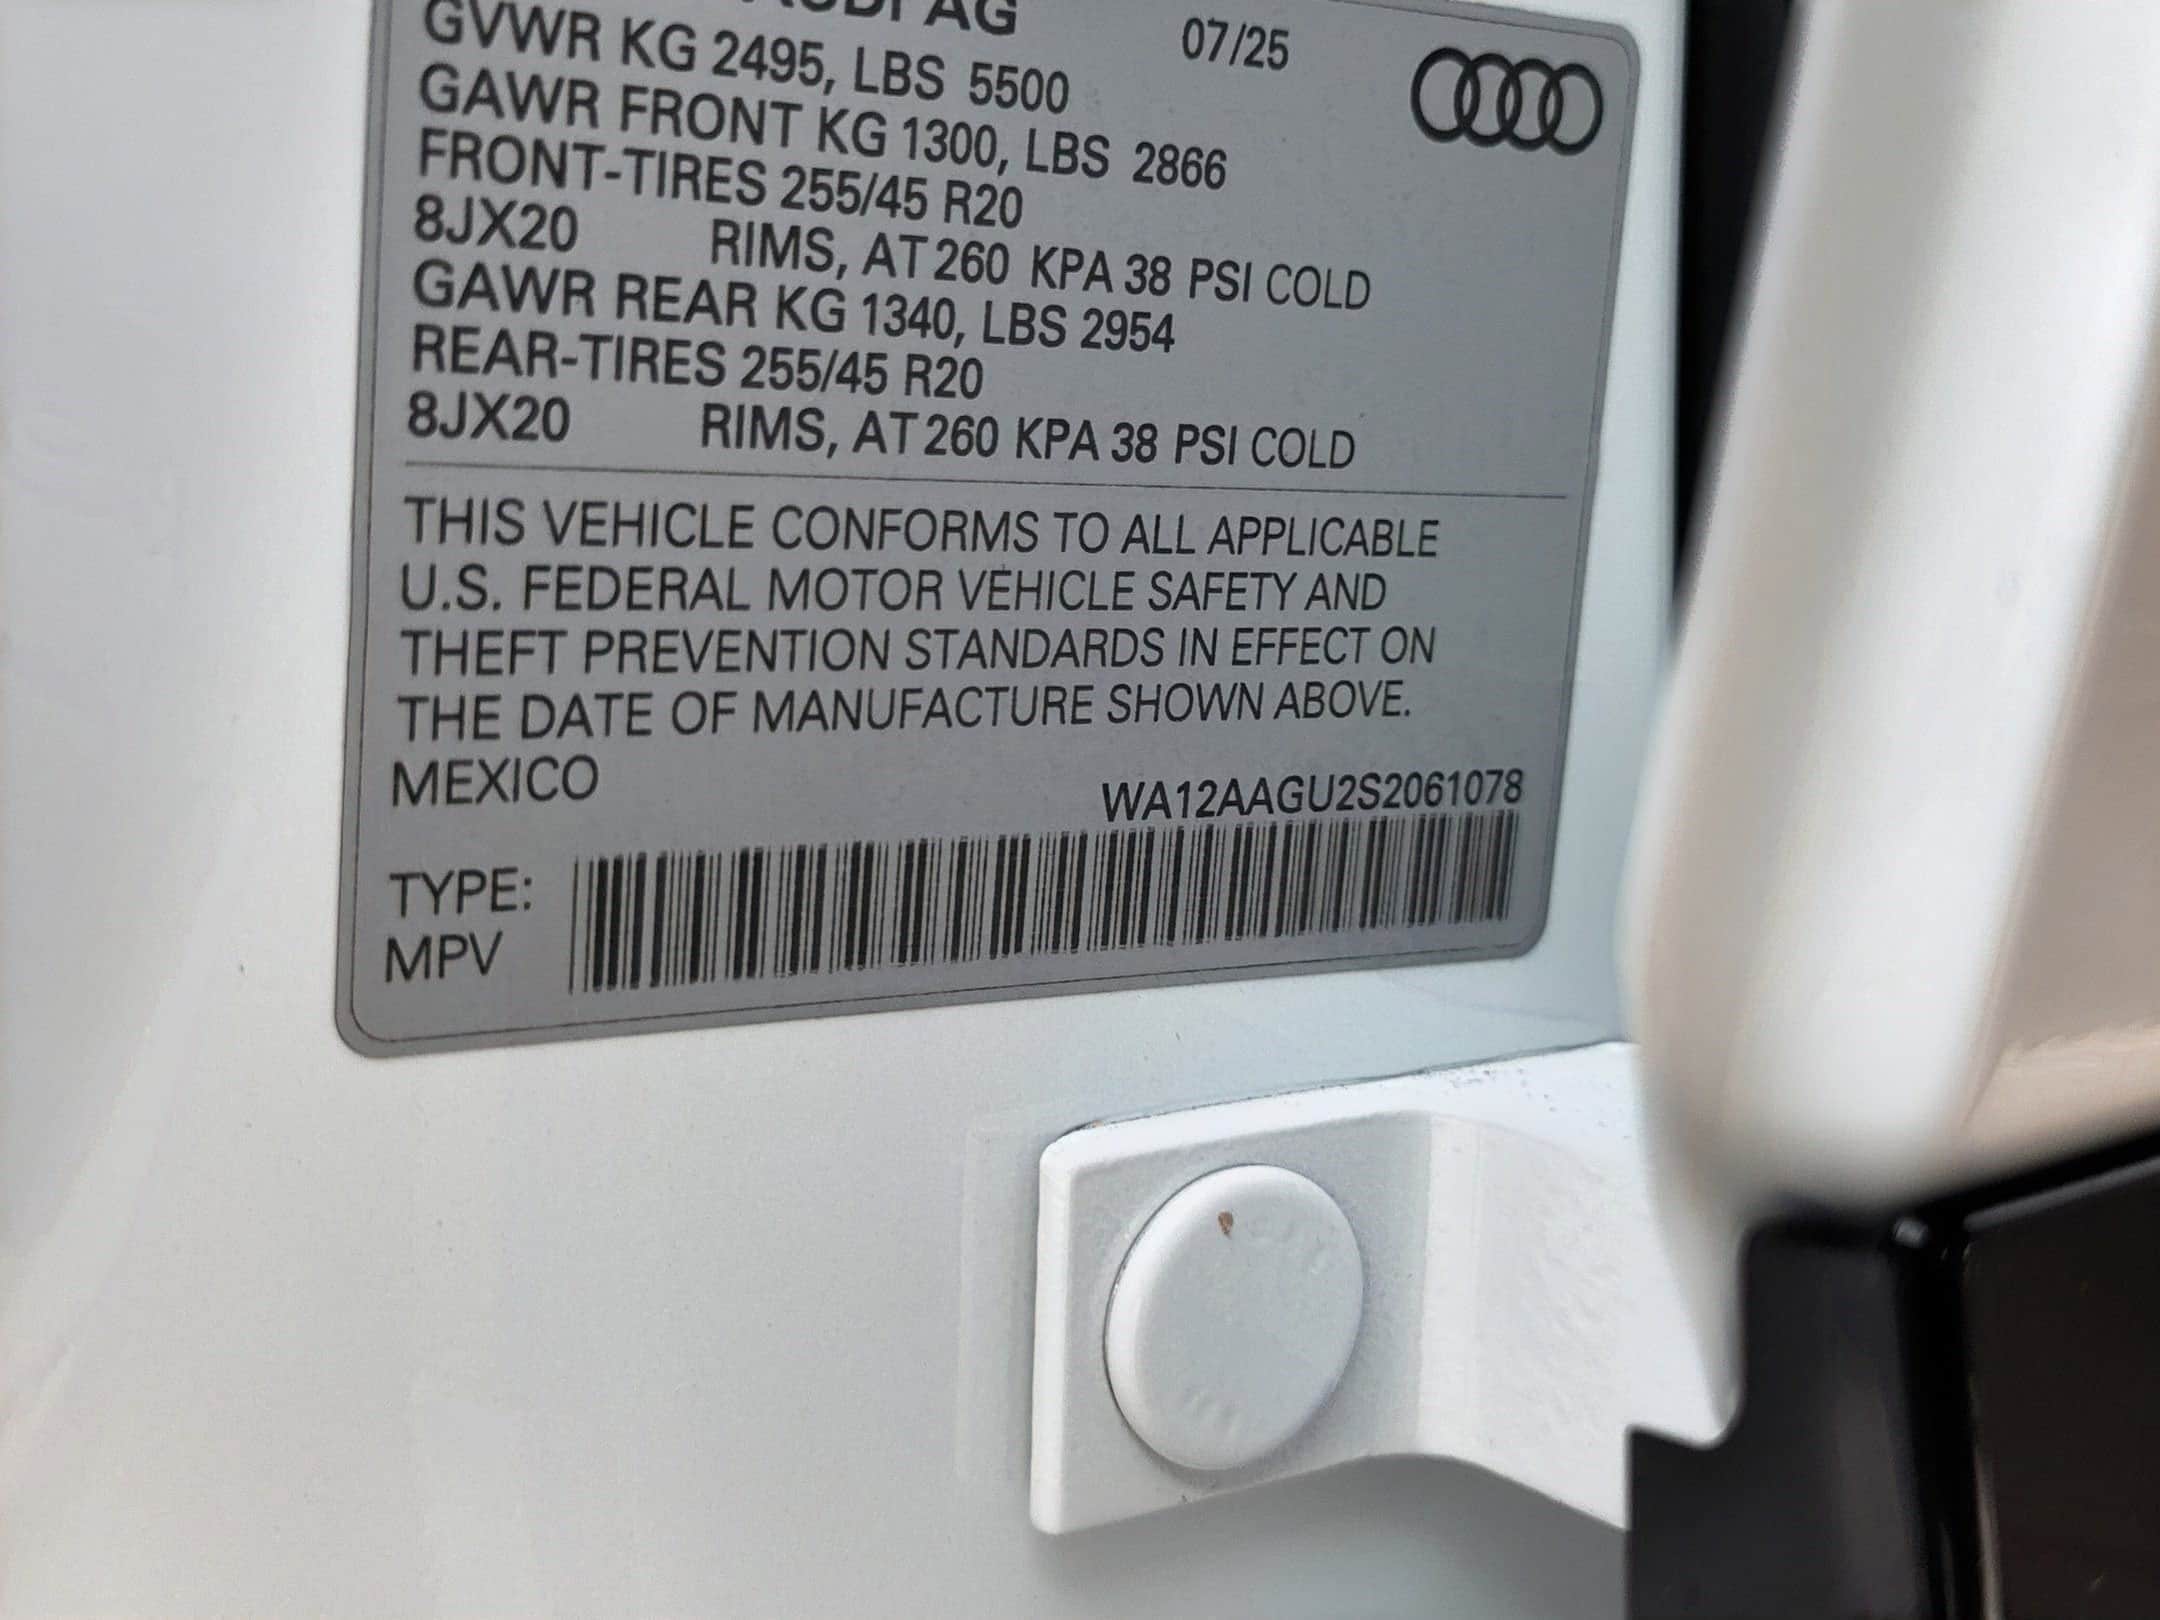 AUDI AG 07/25
GVWR KG 2495, LBS 5500
GAWR FRONT KG 1300, LBS 2866
FRONT-TIRES 255/45 R20
8JX20 RIMS, AT 260 KPA 38 PSI COLD
GAWR REAR KG 1340, LBS 2954
REAR-TIRES 255/45 R20
8JX20 RIMS, AT 260 KPA 38 PSI COLD
THIS VEHICLE CONFORMS TO ALL APPLICABLE
U.S. FEDERAL MOTOR VEHICLE SAFETY AND
THEFT PREVENTION STANDARDS IN EFFECT ON
THE DATE OF MANUFACTURE SHOWN ABOVE.
MEXICO
WA12AAGU2S2061078
TYPE:
MPV